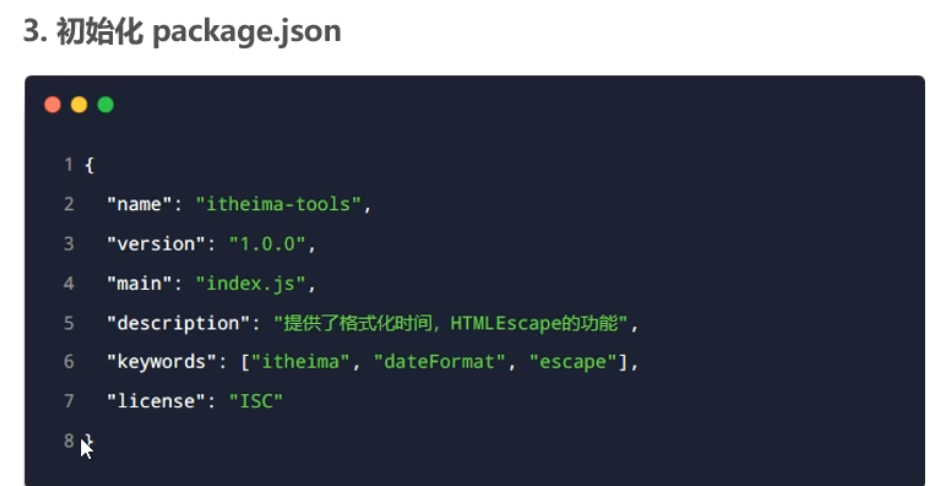 3. 初始化 package.json
1 {
2   "name": "itheima-tools",
3   "version": "1.0.0",
4   "main": "index.js",
5   "description": "提供了格式化时间，HTMLEscape的功能",
6   "keywords": ["itheima", "dateFormat", "escape"],
7   "license": "ISC"
8 }